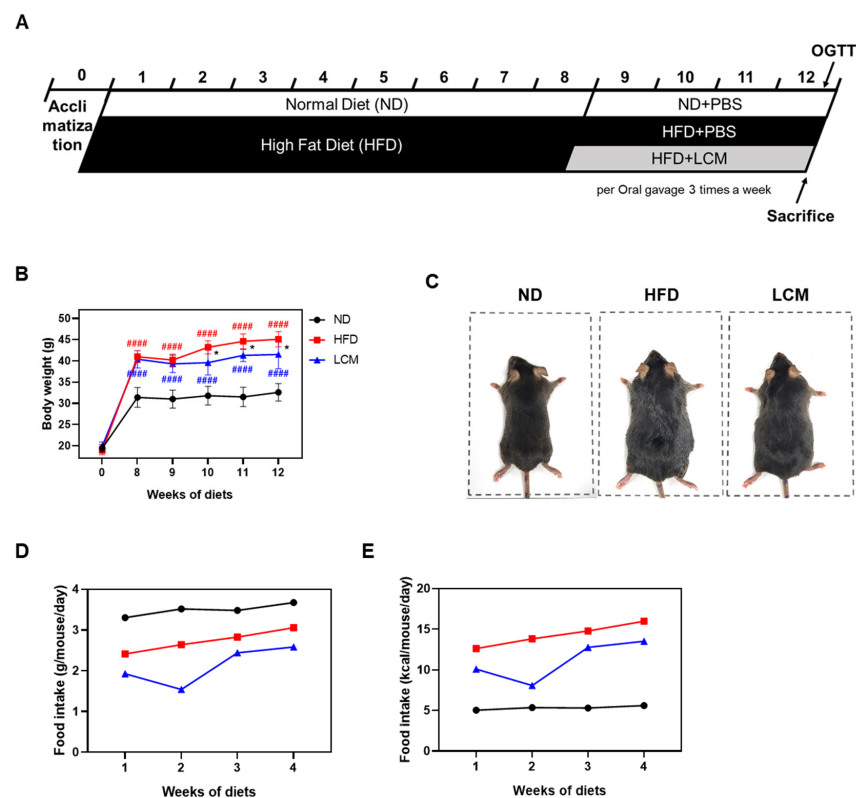 A
OGTT
0 1 2 3 4 5 6 7 8 9 10 11 12
Accli
matiza
tion
Normal Diet (ND)
ND+PBS
High Fat Diet (HFD)
HFD+PBS
HFD+LCM
per Oral gavage 3 times a week
Sacrifice
B
Body weight (g)
50
45
40
35
30
25
20
#### #### #### #### ####
* * *
#### #### #### #### ####
ND
HFD
LCM
0 8 9 10 11 12
Weeks of diets
C
ND HFD LCM
D
Food intake (g/mouse/day)
4
3
2
1
0
1 2 3 4
Weeks of diets
E
Food intake (kcal/mouse/day)
20
15
10
5
0
1 2 3 4
Weeks of diets